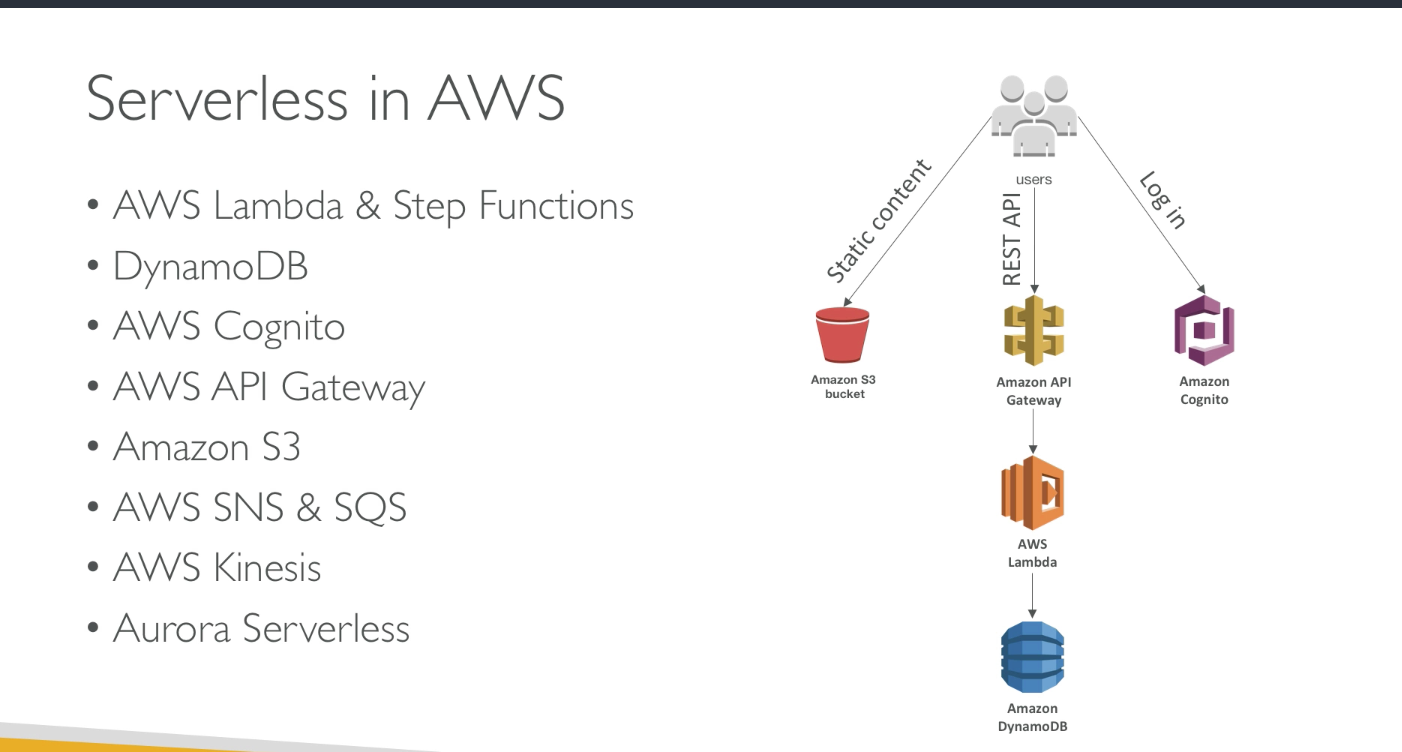 Serverless in AWS
• AWS Lambda & Step Functions
• DynamoDB
• AWS Cognito
• AWS API Gateway
• Amazon S3
• AWS SNS & SQS
• AWS Kinesis
• Aurora Serverless
users
Static content
REST API
Log in
Amazon S3
bucket
Amazon API
Gateway
Amazon
Cognito
AWS
Lambda
Amazon
DynamoDB